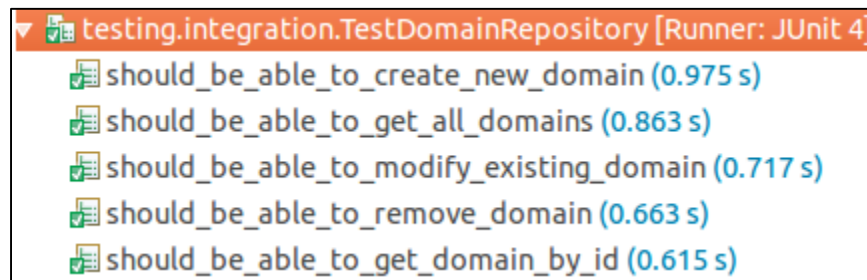 testing.integration.TestDomainRepository [Runner: JUnit 4]
should_be_able_to_create_new_domain (0.975 s)
should_be_able_to_get_all_domains (0.863 s)
should_be_able_to_modify_existing_domain (0.717 s)
should_be_able_to_remove_domain (0.663 s)
should_be_able_to_get_domain_by_id (0.615 s)